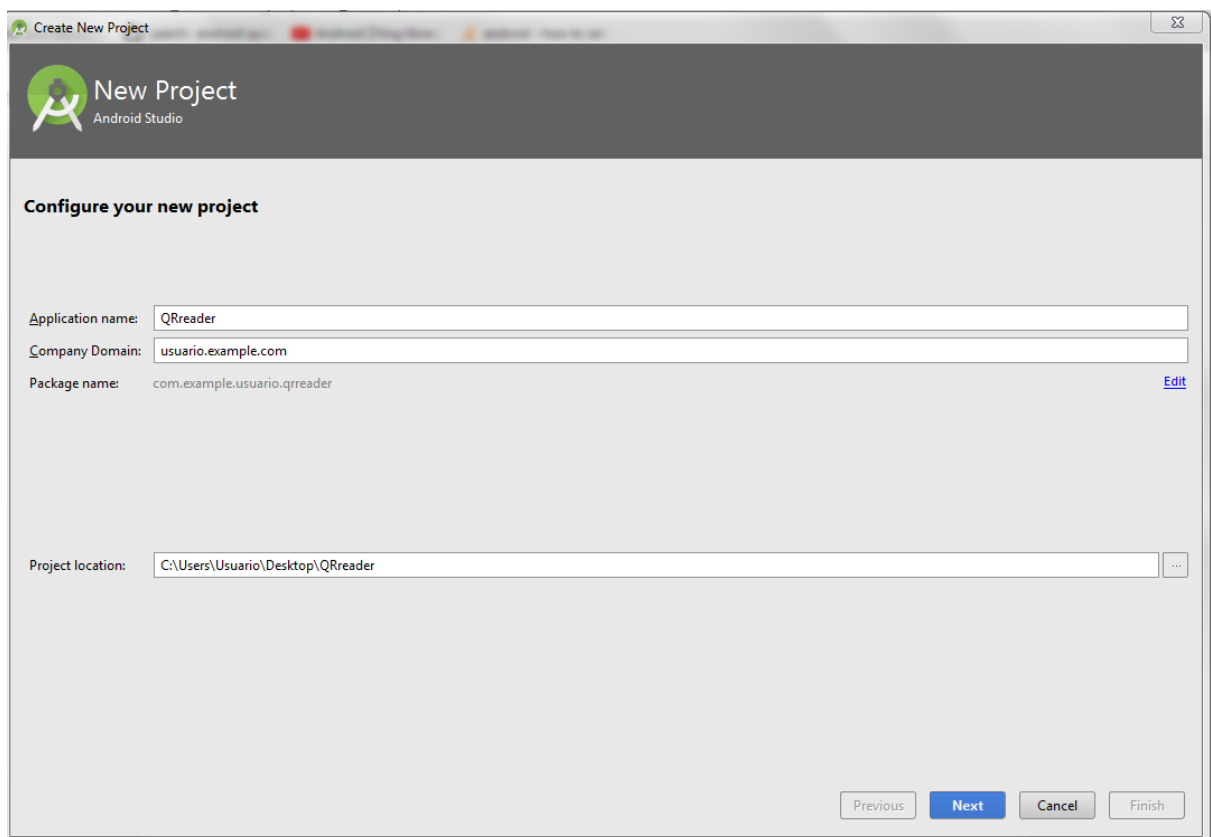 Create New Project
New Project
Android Studio
Configure your new project
Application name: QRreader
Company Domain: usuario.example.com
Package name: com.example.usuario.qrreader Edit
Project location: C:\Users\Usuario\Desktop\QRreader ...
Previous Next Cancel Finish